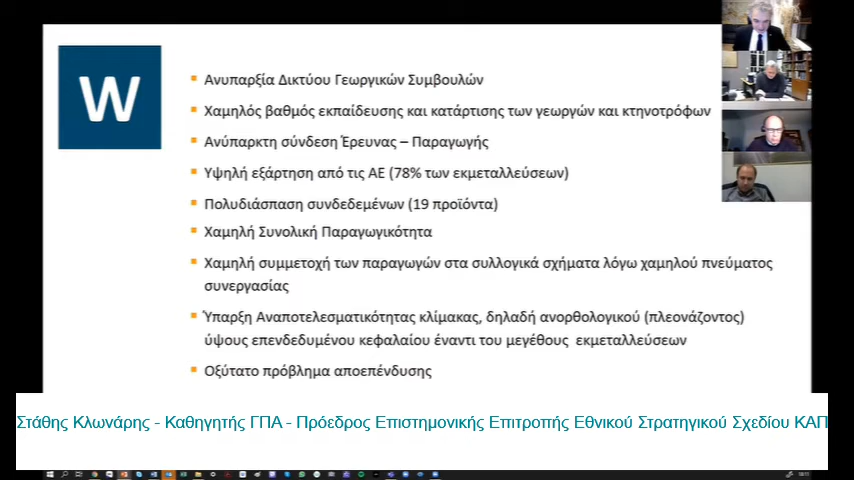 W
Ανυπαρξία Δικτύου Γεωργικών Συμβουλών
Χαμηλός βαθμός εκπαίδευσης και κατάρτισης των γεωργών και κτηνοτρόφων
Ανύπαρκτη σύνδεση Έρευνας – Παραγωγής
Υψηλή εξάρτηση από τις ΑΕ (78% των εκμεταλλεύσεων)
Πολυδιάσπαση συνδεδεμένων (19 προϊόντα)
Χαμηλή Συνολική Παραγωγικότητα
Χαμηλή συμμετοχή των παραγωγών στα συλλογικά σχήματα λόγω χαμηλού πνεύματος
συνεργασίας
Ύπαρξη Αναποτελεσματικότητας κλίμακας, δηλαδή ανορθολογικού (πλεονάζοντος)
ύψους επενδεδυμένου κεφαλαίου έναντι του μεγέθους εκμεταλλεύσεων
Οξύτατο πρόβλημα αποεπένδυσης
Στάθης Κλωνάρης - Καθηγητής ΓΠΑ - Πρόεδρος Επιστημονικής Επιτροπής Εθνικού Στρατηγικού Σχεδίου ΚΑΠ